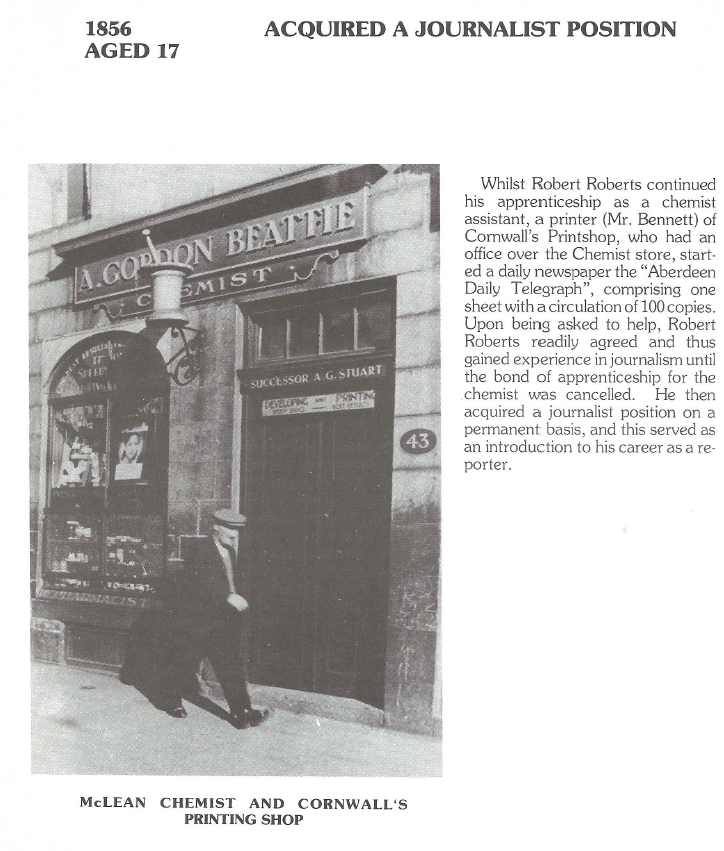 1856
AGED 17
ACQUIRED A JOURNALIST POSITION
A. GORDON BEATTIE
CHEMIST
SUCCESSOR A.G. STUART
DEVELOPING AND PRINTING
43
PHARMACIST
Whilst Robert Roberts continued
his apprenticeship as a chemist
assistant, a printer (Mr. Bennett) of
Cornwall's Printshop, who had an
office over the Chemist store, start-
ed a daily newspaper the “Aberdeen
Daily Telegraph”, comprising one
sheet with a circulation of 100 copies.
Upon being asked to help, Robert
Roberts readily agreed and thus
gained experience in journalism until
the bond of apprenticeship for the
chemist was cancelled. He then
acquired a journalist position on a
permanent basis, and this served as
an introduction to his career as a re-
porter.
McLEAN CHEMIST AND CORNWALL'S
PRINTING SHOP